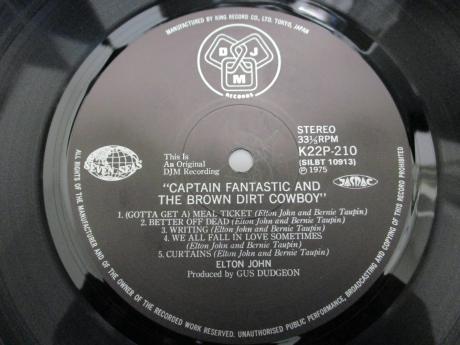 MANUFACTURED BY KING RECORD CO., LTD. TOKYO, JAPAN
DJM
RECORDS
STEREO
33⅓RPM
K22P-210
(SILBT 10913)
℗1975
This Is
An Original
DJM Recording
SEVEN SEAS
JASRAC
"CAPTAIN FANTASTIC AND
THE BROWN DIRT COWBOY"
1. (GOTTA GET A) MEAL TICKET (Elton John and Bernie Taupin)
2. BETTER OFF DEAD (Elton John and Bernie Taupin)
3. WRITING (Elton John and Bernie Taupin)
4. WE ALL FALL IN LOVE SOMETIMES
(Elton John and Bernie Taupin)
5. CURTAINS (Elton John and Bernie Taupin)
ELTON JOHN
Produced by GUS DUDGEON
ALL RIGHTS OF THE MANUFACTURER AND OF THE OWNER OF THE RECORDED WORK RESERVED. UNAUTHORISED PUBLIC PERFORMANCE, BROADCASTING AND COPYING OF THIS RECORD PROHIBITED